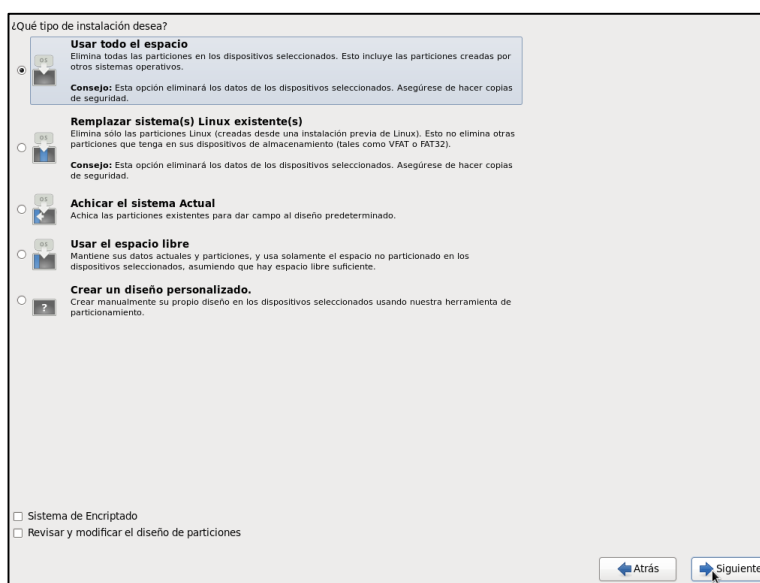 ¿Qué tipo de instalación desea?
Usar todo el espacio
Elimina todas las particiones en los dispositivos seleccionados. Esto incluye las particiones creadas por
otros sistemas operativos.
Consejo: Esta opción eliminará los datos de los dispositivos seleccionados. Asegúrese de hacer copias
de seguridad.
Remplazar sistema(s) Linux existente(s)
Elimina sólo las particiones Linux (creadas desde una instalación previa de Linux). Esto no elimina otras
particiones que tenga en sus dispositivos de almacenamiento (tales como VFAT o FAT32).
Consejo: Esta opción eliminará los datos de los dispositivos seleccionados. Asegúrese de hacer copias
de seguridad.
Achicar el sistema Actual
Achica las particiones existentes para dar campo al diseño predeterminado.
Usar el espacio libre
Mantiene sus datos actuales y particiones, y usa solamente el espacio no particionado en los
dispositivos seleccionados, asumiendo que hay espacio libre suficiente.
Crear un diseño personalizado.
Crear manualmente su propio diseño en los dispositivos seleccionados usando nuestra herramienta de
particionamiento.
Sistema de Encriptado
Revisar y modificar el diseño de particiones
Atrás
Siguiente